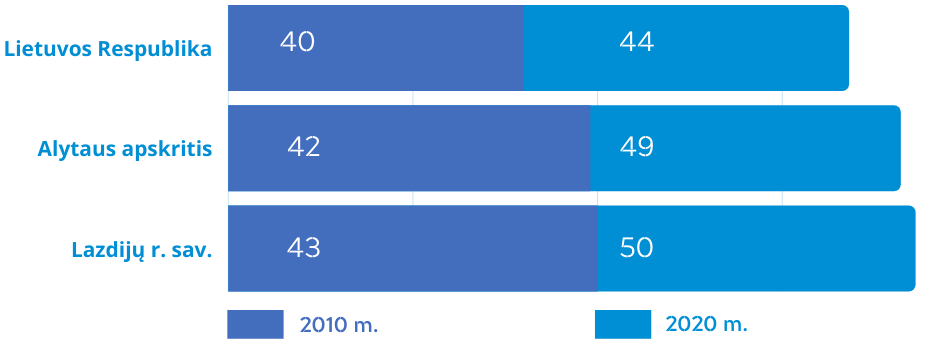 Lietuvos Respublika 40 44
Alytaus apskritis 42 49
Lazdijų r. sav. 43 50
2010 m. 2020 m.